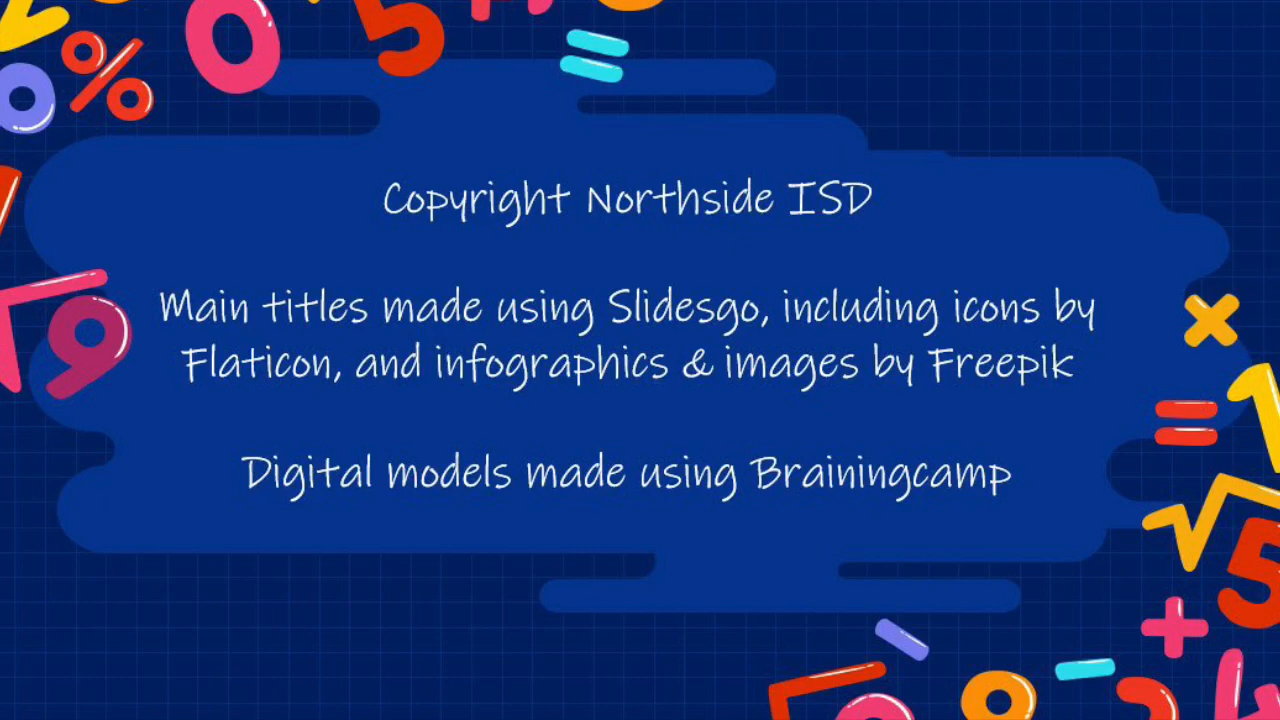 Copyright Northside ISD
Main titles made using Slidesgo, including icons by
Flaticon, and infographics & images by Freepik
Digital models made using Brainingcamp